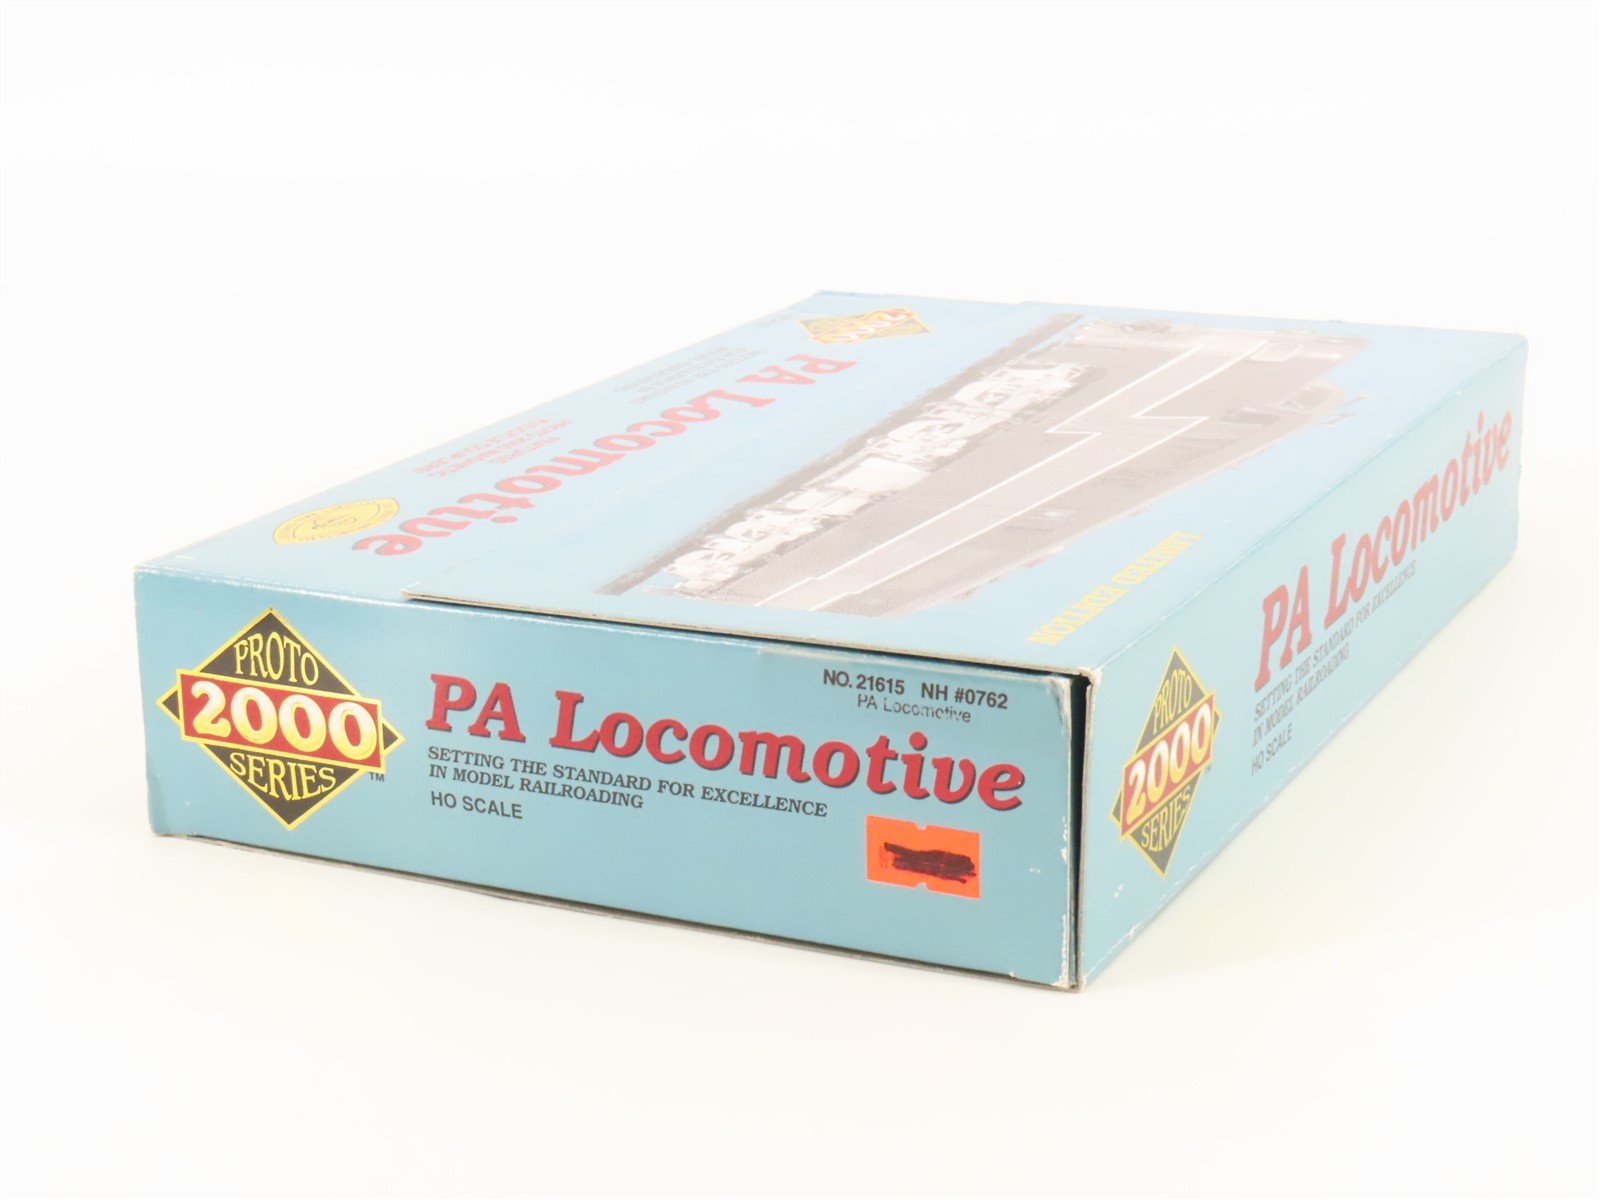 2000
PA Locomotive
LIMITED EDITION
PROTO
2000
SERIES
TM
PA Locomotive
SETTING THE STANDARD FOR EXCELLENCE
IN MODEL RAILROADING
HO SCALE
NO. 21615 NH #0762
PA Locomotive
PROTO
2000
SERIES
PA Locomotive
SETTING THE STANDARD FOR EXCELLENCE
IN MODEL RAILROADING
HO SCALE